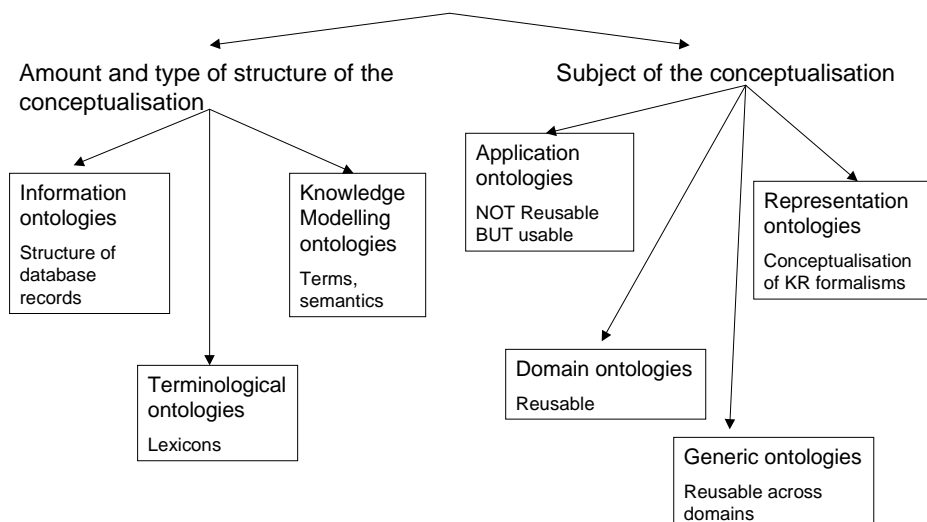 Amount and type of structure of the
conceptualisation
Subject of the conceptualisation
Information
ontologies
Structure of
database
records
Knowledge
Modelling
ontologies
Terms,
semantics
Terminological
ontologies
Lexicons
Application
ontologies
NOT Reusable
BUT usable
Representation
ontologies
Conceptualisation
of KR formalisms
Domain ontologies
Reusable
Generic ontologies
Reusable across
domains